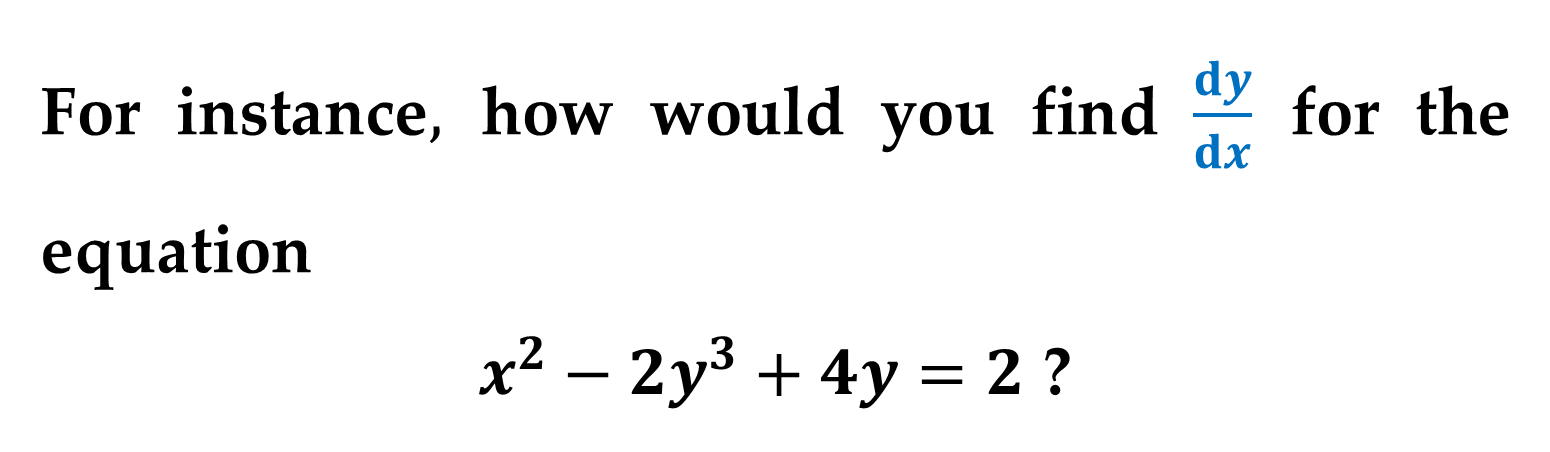 For instance, how would you find dy/dx for the
equation
x² − 2y³ + 4y = 2 ?